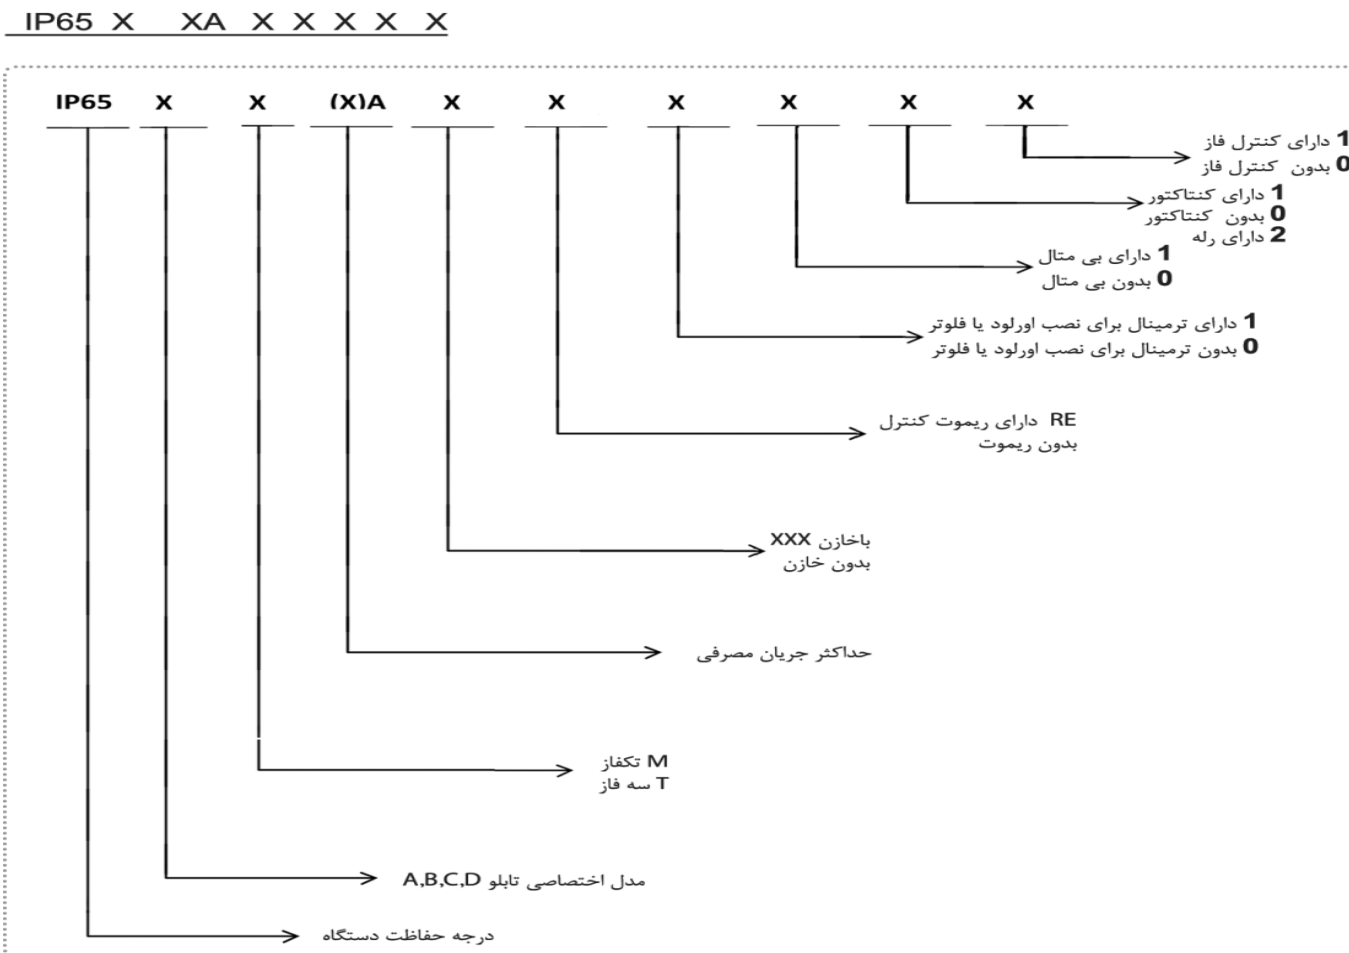 IP65 X XA X X X X X
IP65 X X (X)A X X X X X X
1 دارای کنترل فاز
0 بدون کنترل فاز
1 دارای کنتاکتور
0 بدون کنتاکتور
2 دارای رله
1 دارای بی متال
0 بدون بی متال
1 دارای ترمینال برای نصب اورلود یا فلوتر
0 بدون ترمینال برای نصب اورلود یا فلوتر
RE دارای ریموت کنترل
بدون ریموت
باخازن XXX
بدون خازن
حداکثر جریان مصرفی
M تکفاز
T سه فاز
مدل اختصاصی تابلو A,B,C,D
درجه حفاظت دستگاه